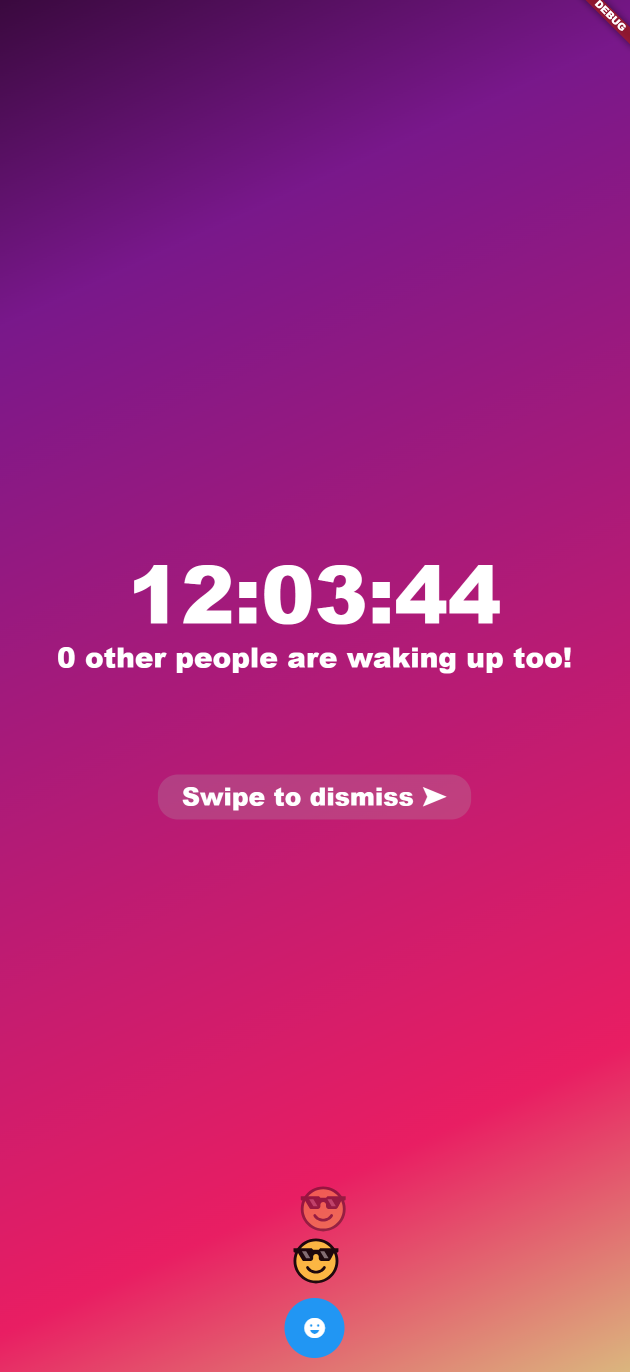 DEBUG
12:03:44
0 other people are waking up too!
Swipe to dismiss ➤